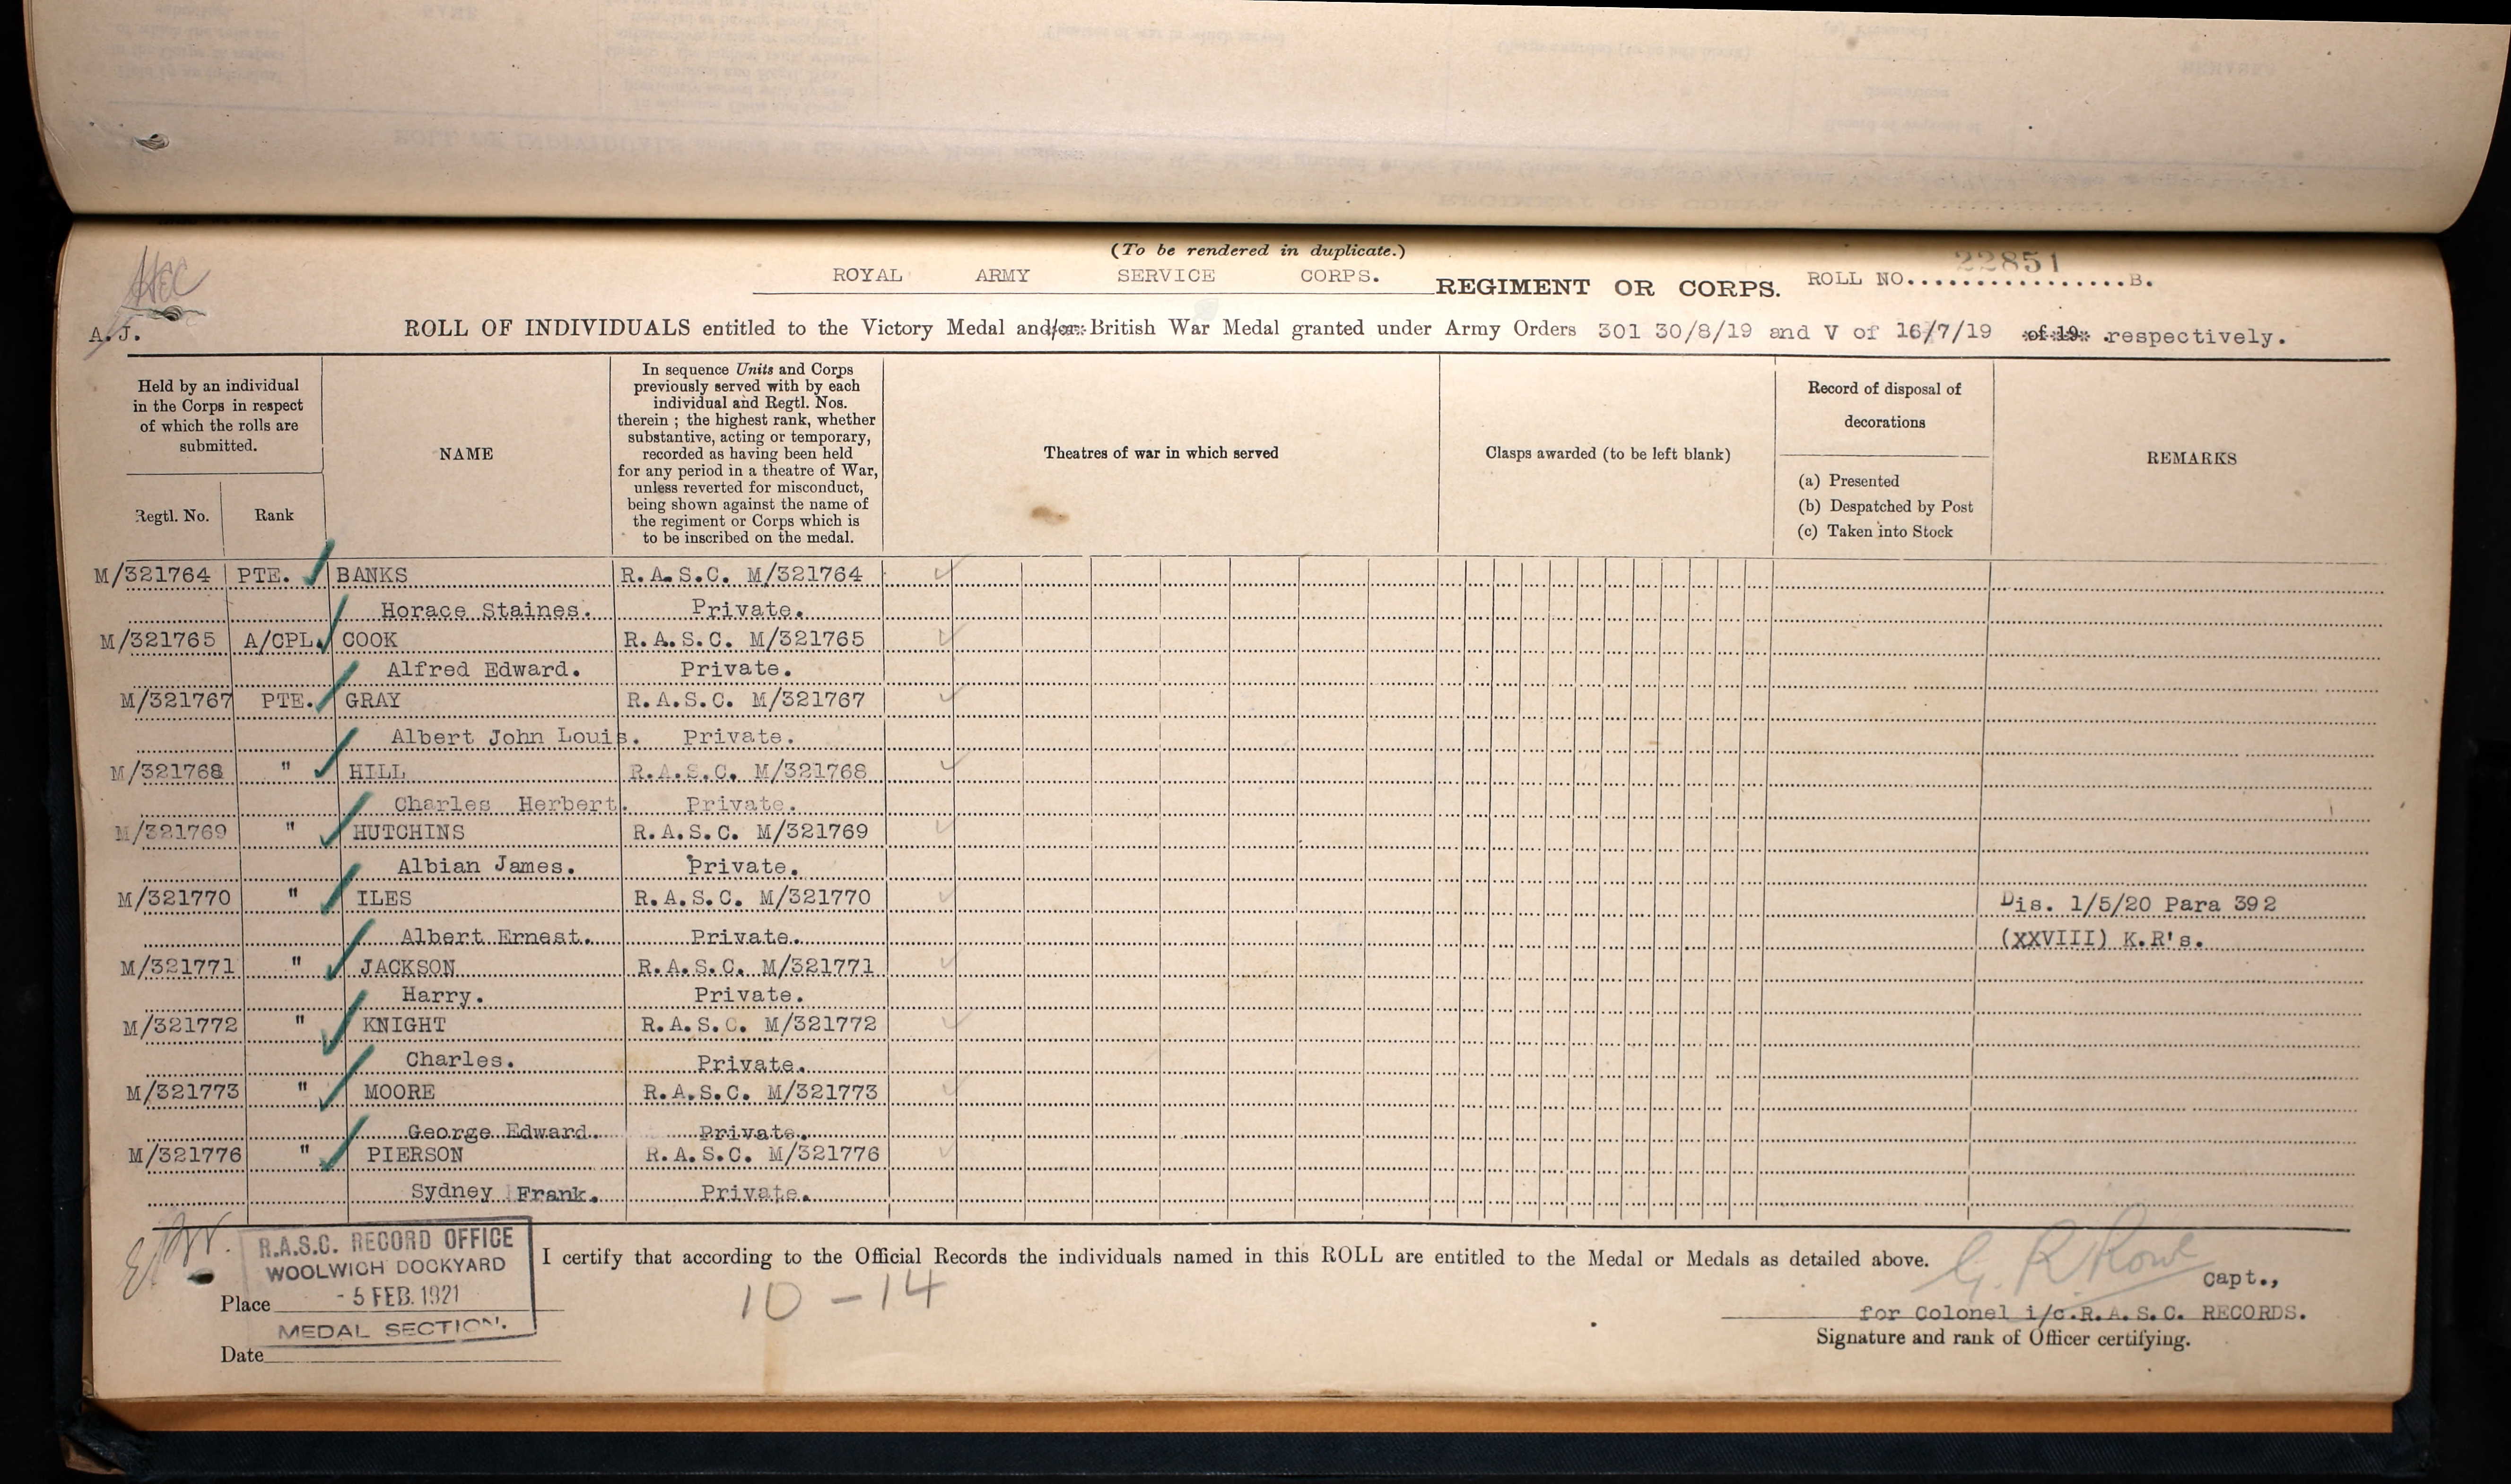 (To be rendered in duplicate.)
ROYAL ARMY SERVICE CORPS. REGIMENT OR CORPS. ROLL NO. 22851 B.
A.J.
ROLL OF INDIVIDUALS entitled to the Victory Medal and/or British War Medal granted under Army Orders 301 30/8/19 and V of 16/7/19 of 19 respectively.
Held by an individual
in the Corps in respect
of which the rolls are
submitted.
Regtl. No. Rank
NAME
In sequence Units and Corps
previously served with by each
individual and Regtl. Nos.
therein ; the highest rank, whether
substantive, acting or temporary,
recorded as having been held
for any period in a theatre of War,
unless reverted for misconduct,
being shown against the name of
the regiment or Corps which is
to be inscribed on the medal.
Theatres of war in which served
Clasps awarded (to be left blank)
Record of disposal of
decorations
(a) Presented
(b) Despatched by Post
(c) Taken into Stock
REMARKS
M/321764 PTE. BANKS R.A.S.C. M/321764
Horace Staines. Private.
M/321765 A/CPL. COOK R.A.S.C. M/321765
Alfred Edward. Private.
M/321767 PTE. GRAY R.A.S.C. M/321767
Albert John Louis. Private.
M/321768 " HILL R.A.S.C. M/321768
Charles Herbert. Private.
M/321769 " HUTCHINS R.A.S.C. M/321769
Albian James. Private.
M/321770 " ILES R.A.S.C. M/321770 Dis. 1/5/20 Para 392
Albert Ernest. Private. (XXVIII) K.R's.
M/321771 " JACKSON R.A.S.C. M/321771
Harry. Private.
M/321772 " KNIGHT R.A.S.C. M/321772
Charles. Private.
M/321773 " MOORE R.A.S.C. M/321773
George Edward. Private.
M/321776 " PIERSON R.A.S.C. M/321776
Sydney Frank. Private.
R.A.S.C. RECORD OFFICE
WOOLWICH DOCKYARD
- 5 FEB. 1921
MEDAL SECTION.
I certify that according to the Official Records the individuals named in this ROLL are entitled to the Medal or Medals as detailed above.
10 - 14
G. R. Rowe
Capt.,
Place
for Colonel i/c.R.A.S.C. RECORDS.
Signature and rank of Officer certifying.
Date